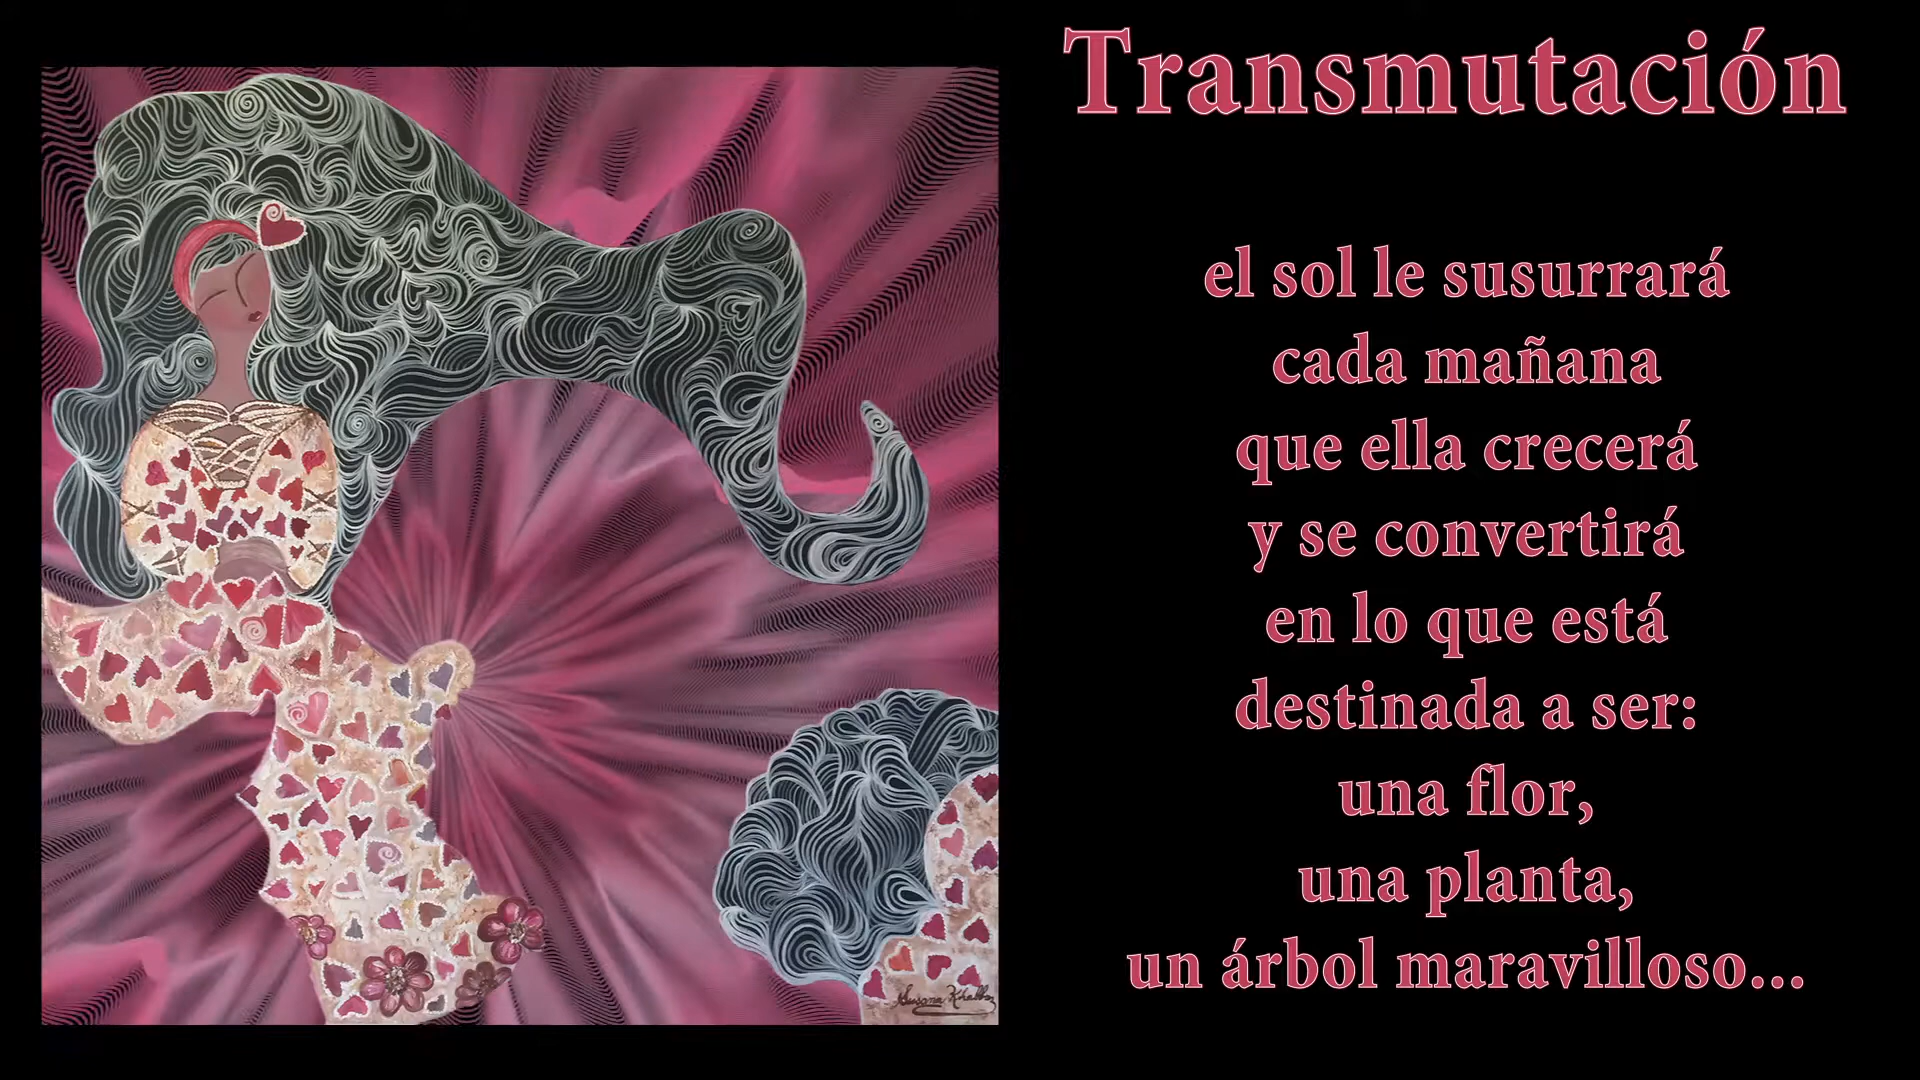 Transmutación
el sol le susurrará
cada mañana
que ella crecerá
y se convertirá
en lo que está
destinada a ser:
una flor,
una planta,
un árbol maravilloso...
Susana